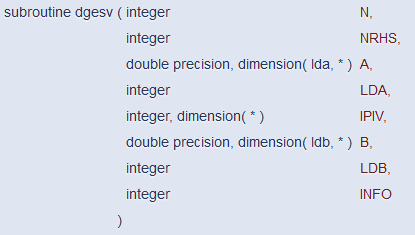 subroutine dgesv ( integer N,
integer NRHS,
double precision, dimension( lda, * ) A,
integer LDA,
integer, dimension( * ) IPIV,
double precision, dimension( ldb, * ) B,
integer LDB,
integer INFO
)